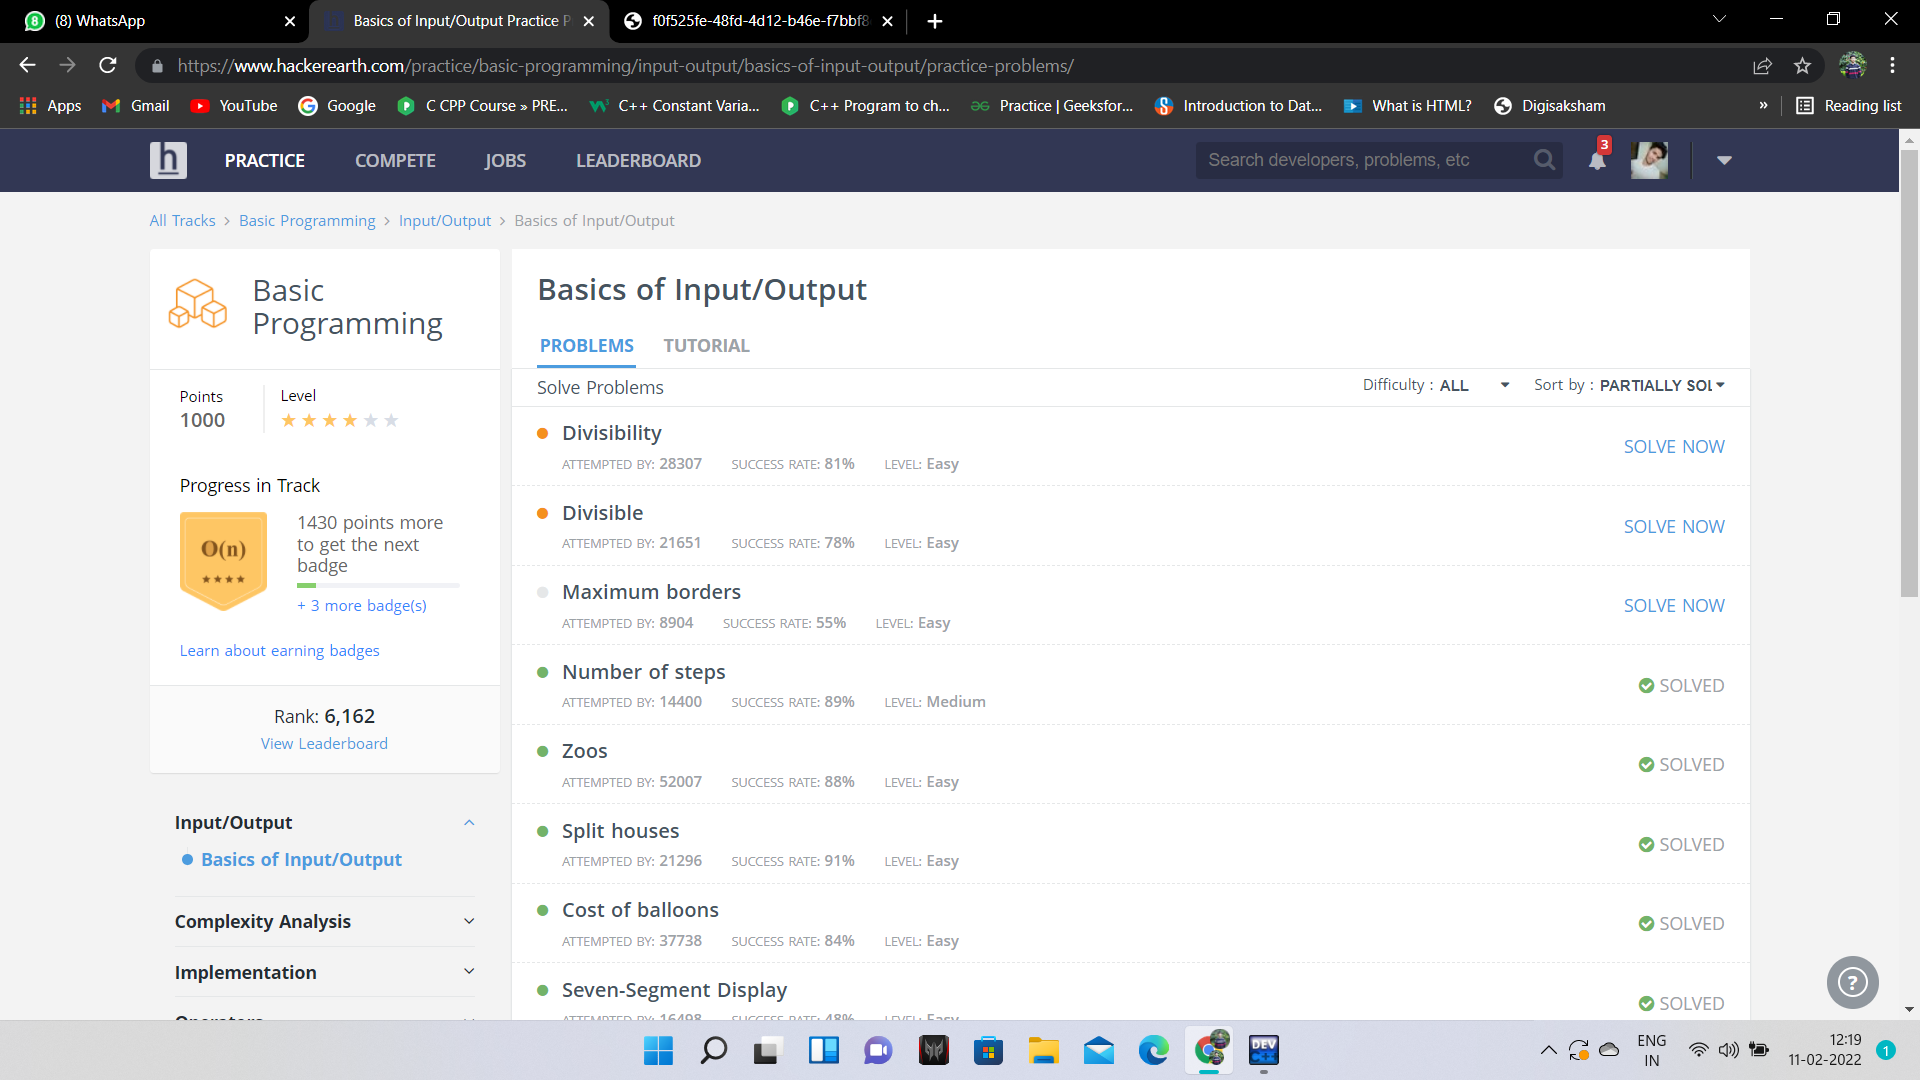 (8) WhatsApp
Basics of Input/Output Practice P
f0f525fe-48fd-4d12-b46e-f7bbf8
https://www.hackerearth.com/practice/basic-programming/input-output/basics-of-input-output/practice-problems/
Apps
Gmail
YouTube
Google
C CPP Course » PRE...
C++ Constant Varia...
C++ Program to ch...
Practice | Geeksfor...
Introduction to Dat...
What is HTML?
Digisaksham
»
Reading list
h
PRACTICE
COMPETE
JOBS
LEADERBOARD
Search developers, problems, etc
3
All Tracks > Basic Programming > Input/Output > Basics of Input/Output
Basic
Programming
Points
1000
Level
Progress in Track
O(n)
1430 points more
to get the next
badge
+ 3 more badge(s)
Learn about earning badges
Rank: 6,162
View Leaderboard
Input/Output
Basics of Input/Output
Complexity Analysis
Implementation
Operators
Basics of Input/Output
PROBLEMS
TUTORIAL
Solve Problems
Difficulty : ALL
Sort by : PARTIALLY SOL
Divisibility
ATTEMPTED BY: 28307 SUCCESS RATE: 81% LEVEL: Easy
SOLVE NOW
Divisible
ATTEMPTED BY: 21651 SUCCESS RATE: 78% LEVEL: Easy
SOLVE NOW
Maximum borders
ATTEMPTED BY: 8904 SUCCESS RATE: 55% LEVEL: Easy
SOLVE NOW
Number of steps
ATTEMPTED BY: 14400 SUCCESS RATE: 89% LEVEL: Medium
SOLVED
Zoos
ATTEMPTED BY: 52007 SUCCESS RATE: 88% LEVEL: Easy
SOLVED
Split houses
ATTEMPTED BY: 21296 SUCCESS RATE: 91% LEVEL: Easy
SOLVED
Cost of balloons
ATTEMPTED BY: 37738 SUCCESS RATE: 84% LEVEL: Easy
SOLVED
Seven-Segment Display
ATTEMPTED BY: 16498 SUCCESS RATE: 48% LEVEL: Easy
SOLVED
?
DEV
C++
ENG
IN
12:19
11-02-2022
1